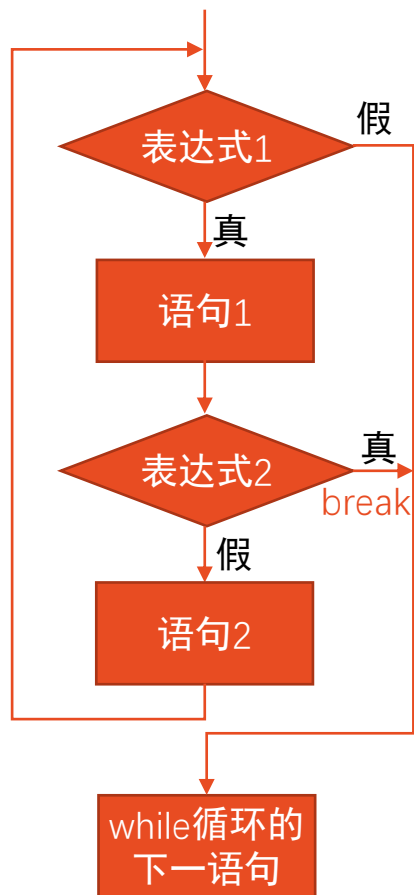 假
表达式1
真
语句1
真
表达式2
break
假
语句2
while循环的
下一语句